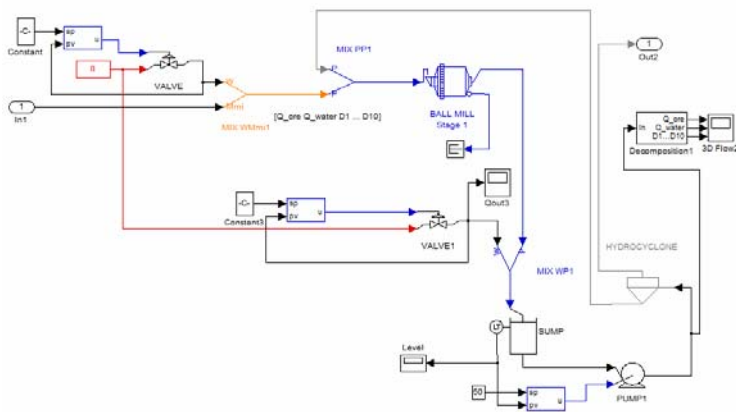 -C-
Constant
sp
pv
u
0
VALVE
1
In1
W
Mml
MIX WMml1
MIX PP1
P
P
[Q_ore Q_water D1 ... D10]
BALL MILL
Stage 1
1
Out2
In
Q_ore
Q_water
D1...D10
Decomposition1
3D Flow2
-C-
Constant3
sp
pv
u
VALVE1
Qout3
HYDROCYCLONE
W
P
MIX WP1
LT
SUMP
Level
50
sp
pv
u
PUMP1